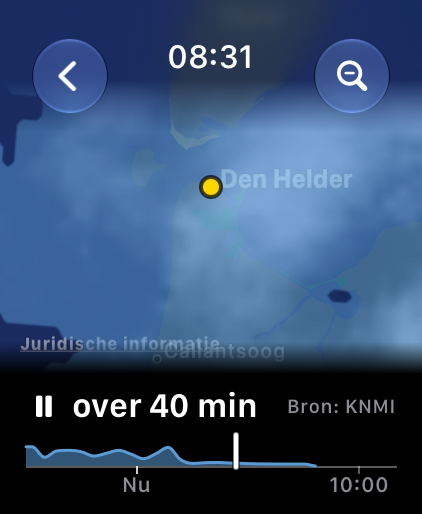 08:31
Den Helder
Juridische informatie
Callantsoog
over 40 min
Bron: KNMI
Nu
10:00